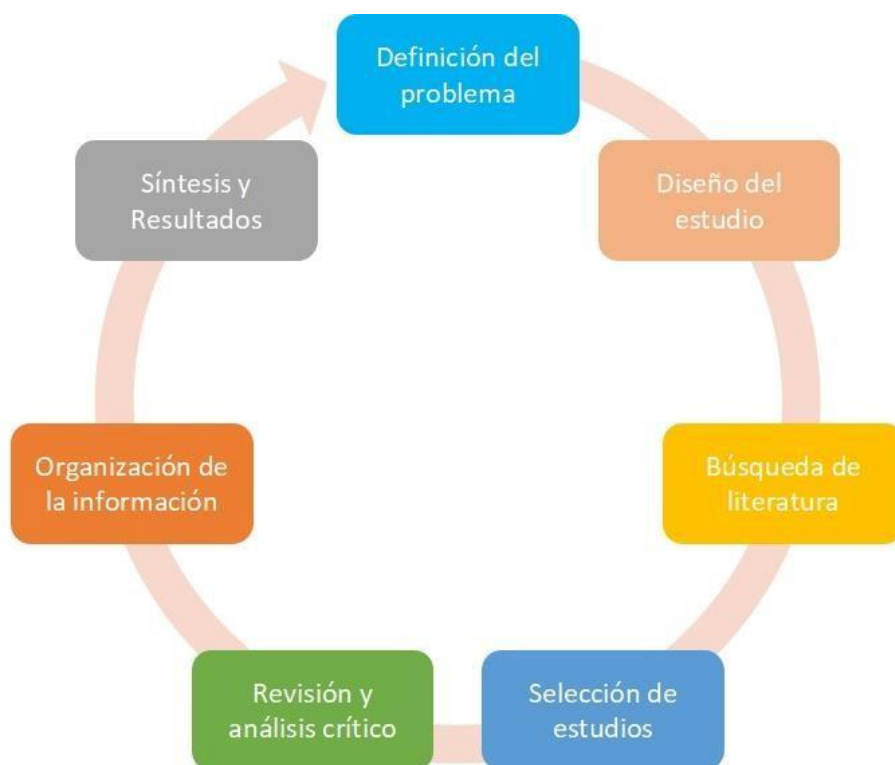 Definición del
problema
Diseño del
estudio
Búsqueda de
literatura
Selección de
estudios
Revisión y
análisis crítico
Organización de
la información
Síntesis y
Resultados